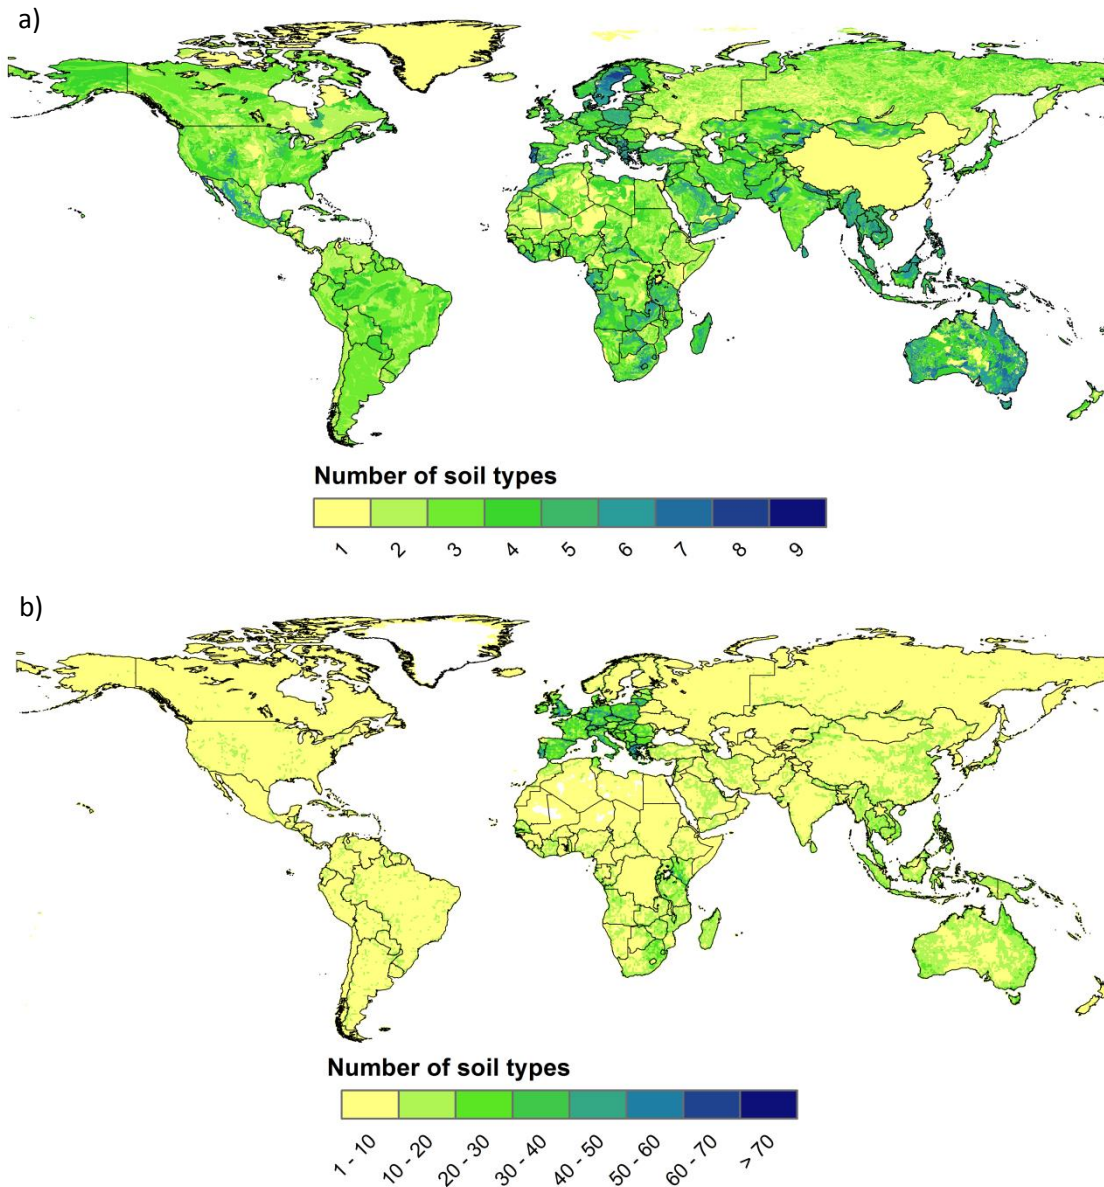 a)
Number of soil types
1 2 3 4 5 6 7 8 9
b)
Number of soil types
1 - 10 10 - 20 20 - 30 30 - 40 40 - 50 50 - 60 60 - 70 > 70